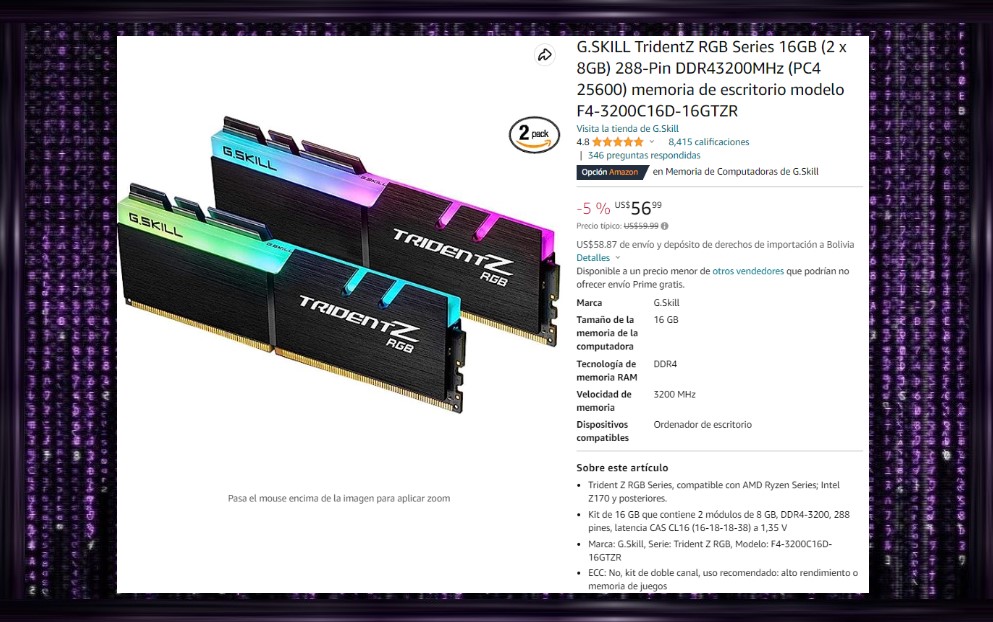 G.SKILL TridentZ RGB Series 16GB (2 x
8GB) 288-Pin DDR43200MHz (PC4
25600) memoria de escritorio modelo
F4-3200C16D-16GTZR
Visita la tienda de G.Skill
4.8 8,415 calificaciones
| 346 preguntas respondidas
Opción Amazon en Memoria de Computadoras de G.Skill
-5 % US$5699
Precio típico: US$59.99
US$58.87 de envío y depósito de derechos de importación a Bolivia
Detalles
Disponible a un precio menor de otros vendedores que podrían no
ofrecer envío Prime gratis.
Marca G.Skill
Tamaño de la 16 GB
memoria de la
computadora
Tecnología de DDR4
memoria RAM
Velocidad de 3200 MHz
memoria
Dispositivos Ordenador de escritorio
compatibles
Sobre este artículo
• Trident Z RGB Series, compatible con AMD Ryzen Series; Intel
Z170 y posteriores.
• Kit de 16 GB que contiene 2 módulos de 8 GB, DDR4-3200, 288
pines, latencia CAS CL16 (16-18-18-38) a 1,35 V
• Marca: G.Skill, Serie: Trident Z RGB, Modelo: F4-3200C16D-
16GTZR
• ECC: No, kit de doble canal, uso recomendado: alto rendimiento o
memoria de juegos
2 pack
G.SKILL
G.SKILL
TRIDENTZ
RGB
G.SKILL
G.SKILL
TRIDENTZ
RGB
Pasa el mouse encima de la imagen para aplicar zoom